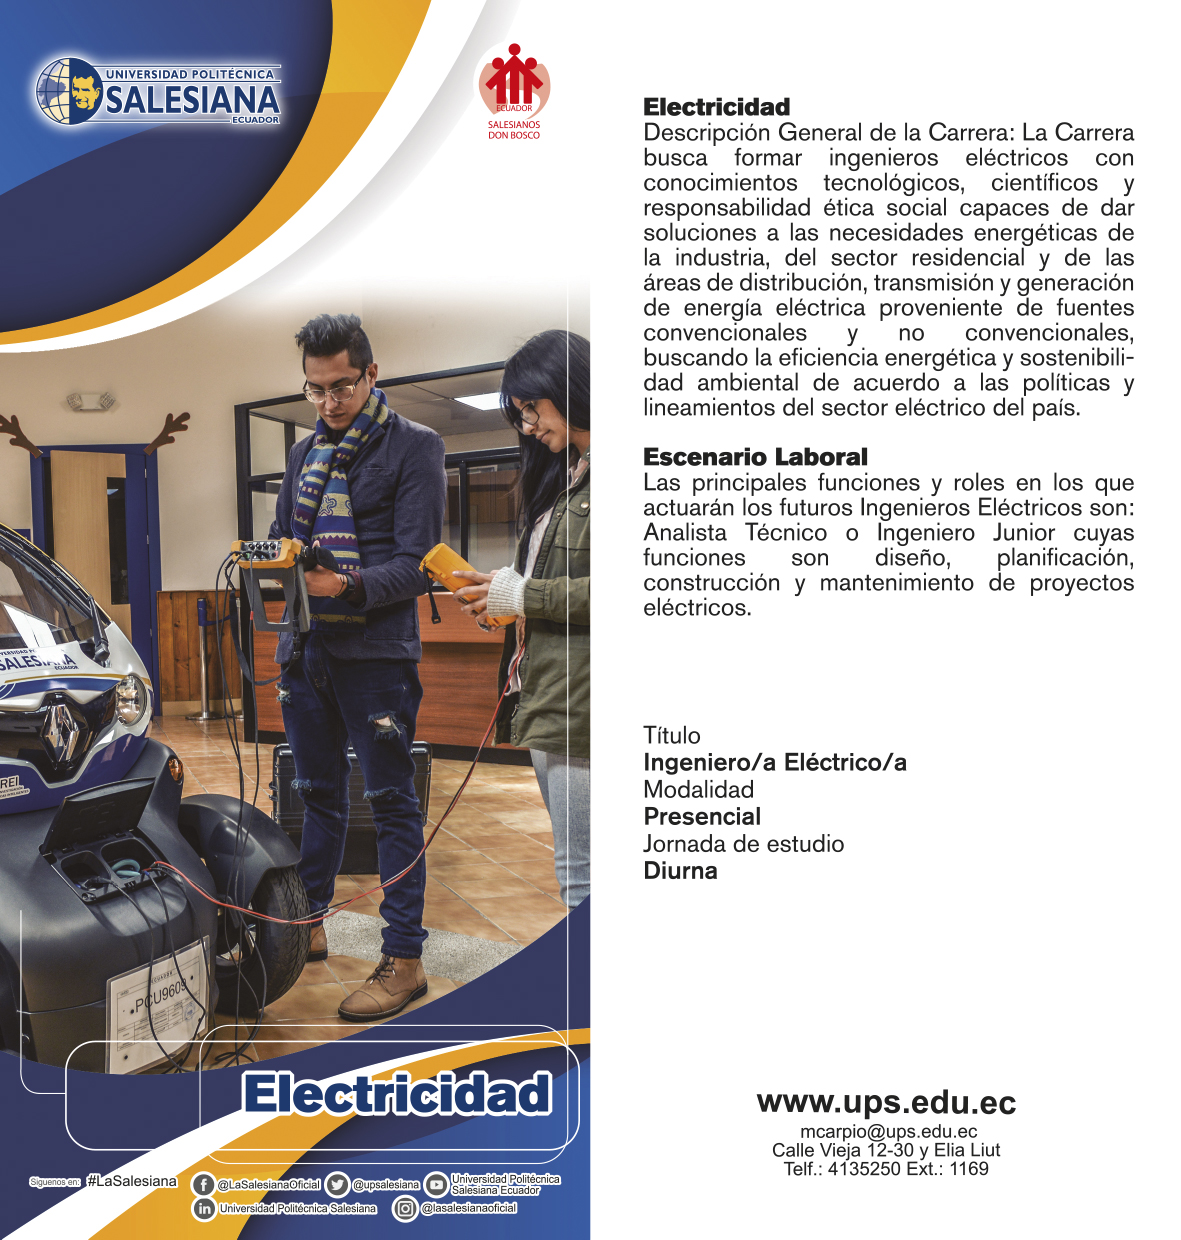 UNIVERSIDAD POLITÉCNICA
SALESIANA
ECUADOR
ECUADOR
SALESIANOS
DON BOSCO
SALESIANA
ECUADOR
REI
ECUADOR
PCU9609
Electricidad
Síguenos en: #LaSalesiana
@LaSalesianaOficial
@upsalesiana
Universidad Politécnica
Salesiana Ecuador
Universidad Politécnica Salesiana
@lasalesianaoficial
Electricidad
Descripción General de la Carrera: La Carrera
busca formar ingenieros eléctricos con
conocimientos tecnológicos, científicos y
responsabilidad ética social capaces de dar
soluciones a las necesidades energéticas de
la industria, del sector residencial y de las
áreas de distribución, transmisión y generación
de energía eléctrica proveniente de fuentes
convencionales y no convencionales,
buscando la eficiencia energética y sostenibili-
dad ambiental de acuerdo a las políticas y
lineamientos del sector eléctrico del país.
Escenario Laboral
Las principales funciones y roles en los que
actuarán los futuros Ingenieros Eléctricos son:
Analista Técnico o Ingeniero Junior cuyas
funciones son diseño, planificación,
construcción y mantenimiento de proyectos
eléctricos.
Título
Ingeniero/a Eléctrico/a
Modalidad
Presencial
Jornada de estudio
Diurna
www.ups.edu.ec
mcarpio@ups.edu.ec
Calle Vieja 12-30 y Elia Liut
Telf.: 4135250 Ext.: 1169